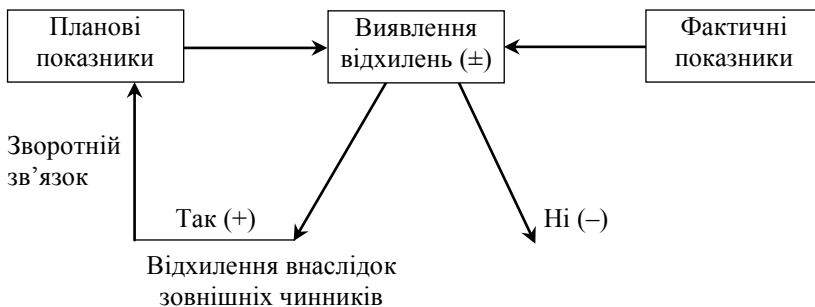 Планові
показники
Виявлення
відхилень (±)
Фактичні
показники
Зворотній
зв’язок
Так (+)
Ні (–)
Відхилення внаслідок
зовнішніх чинників